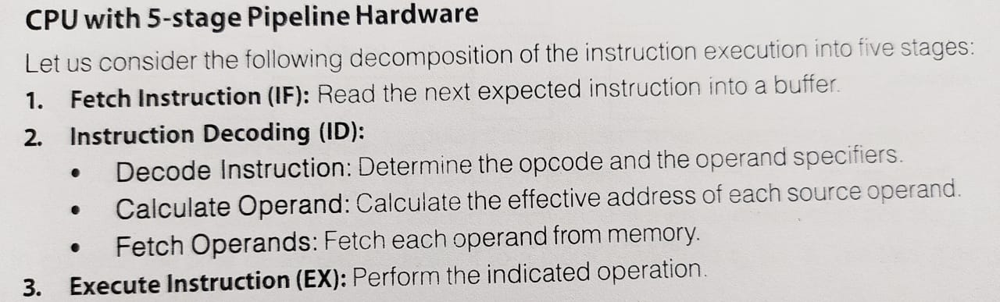 CPU with 5-stage Pipeline Hardware
Let us consider the following decomposition of the instruction execution into five stages:
1. Fetch Instruction (IF): Read the next expected instruction into a buffer.
2. Instruction Decoding (ID):
• Decode Instruction: Determine the opcode and the operand specifiers.
• Calculate Operand: Calculate the effective address of each source operand.
• Fetch Operands: Fetch each operand from memory.
3. Execute Instruction (EX): Perform the indicated operation.